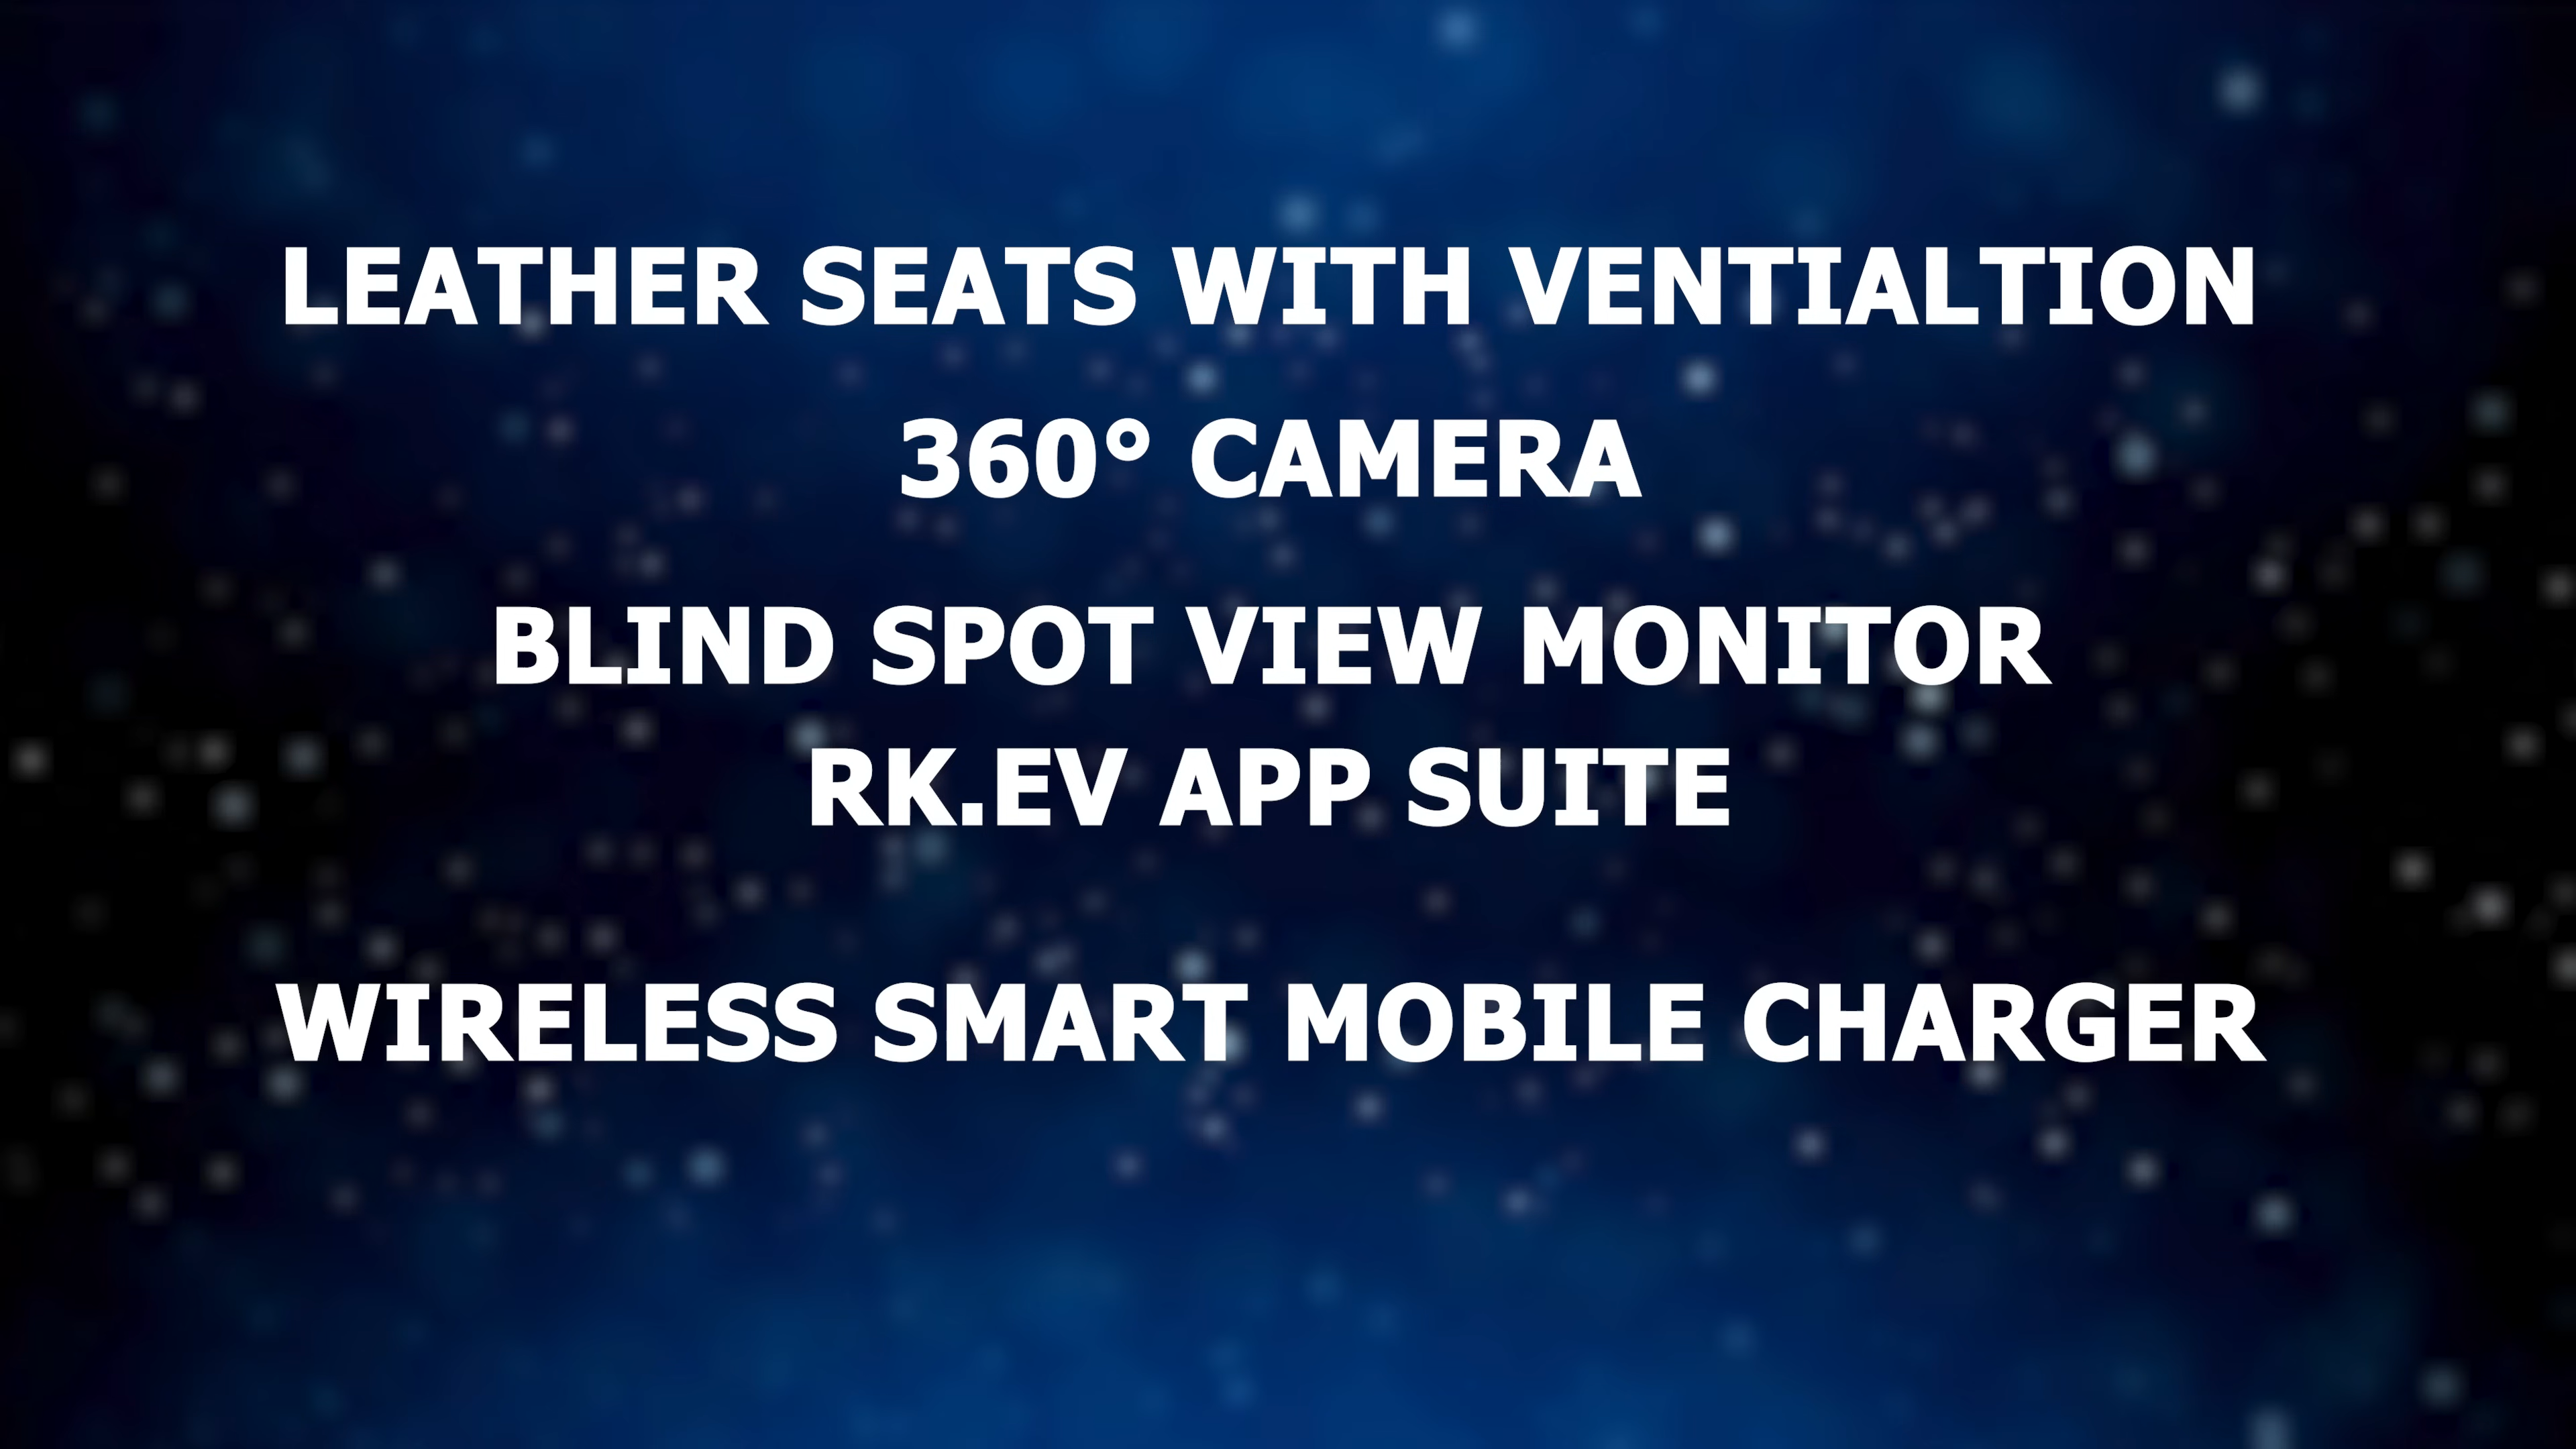 LEATHER SEATS WITH VENTIALTION
360° CAMERA
BLIND SPOT VIEW MONITOR
RK.EV APP SUITE
WIRELESS SMART MOBILE CHARGER